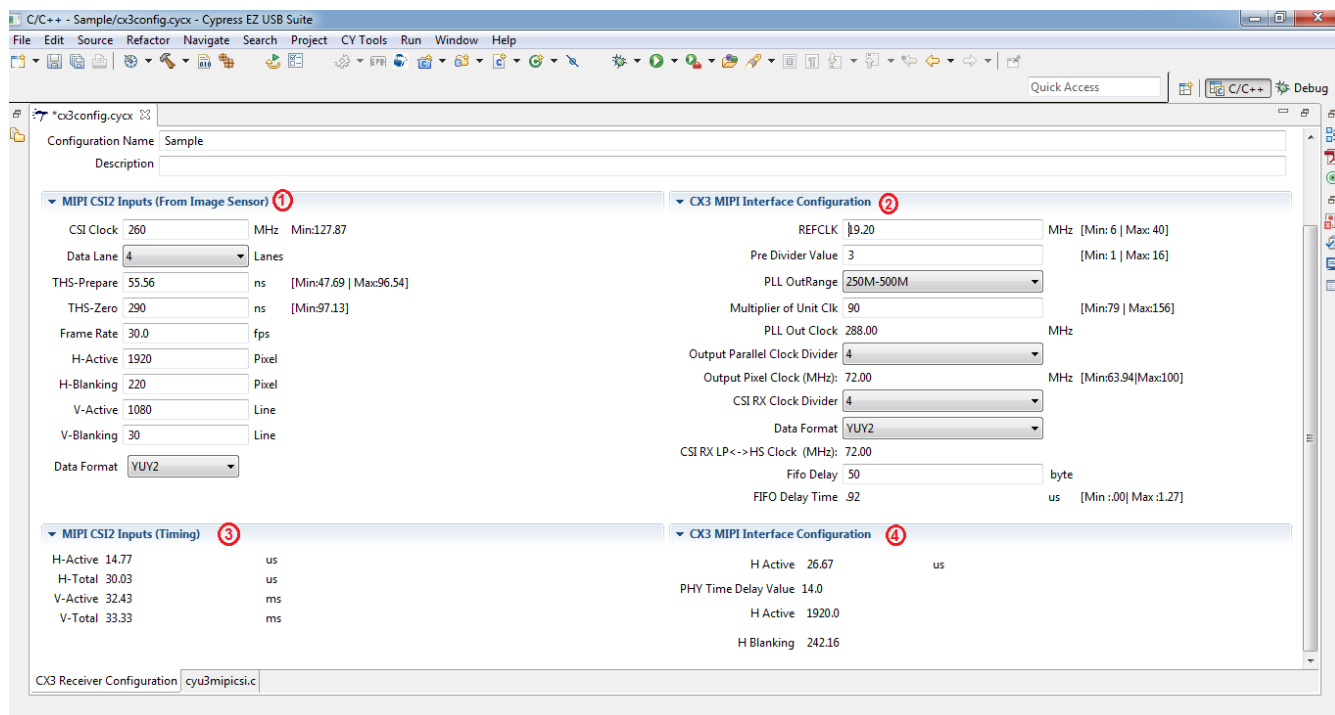 C/C++ - Sample/cx3config.cycx - Cypress EZ USB Suite
File Edit Source Refactor Navigate Search Project CY Tools Run Window Help
Quick Access
C/C++
Debug
*cx3config.cycx
Configuration Name Sample
Description
MIPI CSI2 Inputs (From Image Sensor) 1
CSI Clock 260 MHz Min:127.87
Data Lane 4 Lanes
THS-Prepare 55.56 ns [Min:47.69 | Max:96.54]
THS-Zero 290 ns [Min:97.13]
Frame Rate 30.0 fps
H-Active 1920 Pixel
H-Blanking 220 Pixel
V-Active 1080 Line
V-Blanking 30 Line
Data Format YUY2
CX3 MIPI Interface Configuration 2
REFCLK 19.20 MHz [Min: 6 | Max: 40]
Pre Divider Value 3 [Min: 1 | Max: 16]
PLL OutRange 250M-500M
Multiplier of Unit Clk 90 [Min:79 | Max:156]
PLL Out Clock 288.00 MHz
Output Parallel Clock Divider 4
Output Pixel Clock (MHz): 72.00 MHz [Min:63.94|Max:100]
CSI RX Clock Divider 4
Data Format YUY2
CSI RX LP<->HS Clock (MHz): 72.00
Fifo Delay 50 byte
FIFO Delay Time .92 us [Min :.00| Max :1.27]
MIPI CSI2 Inputs (Timing) 3
H-Active 14.77 us
H-Total 30.03 us
V-Active 32.43 ms
V-Total 33.33 ms
CX3 MIPI Interface Configuration 4
H Active 26.67 us
PHY Time Delay Value 14.0
H Active 1920.0
H Blanking 242.16
CX3 Receiver Configuration cyu3mipicsi.c